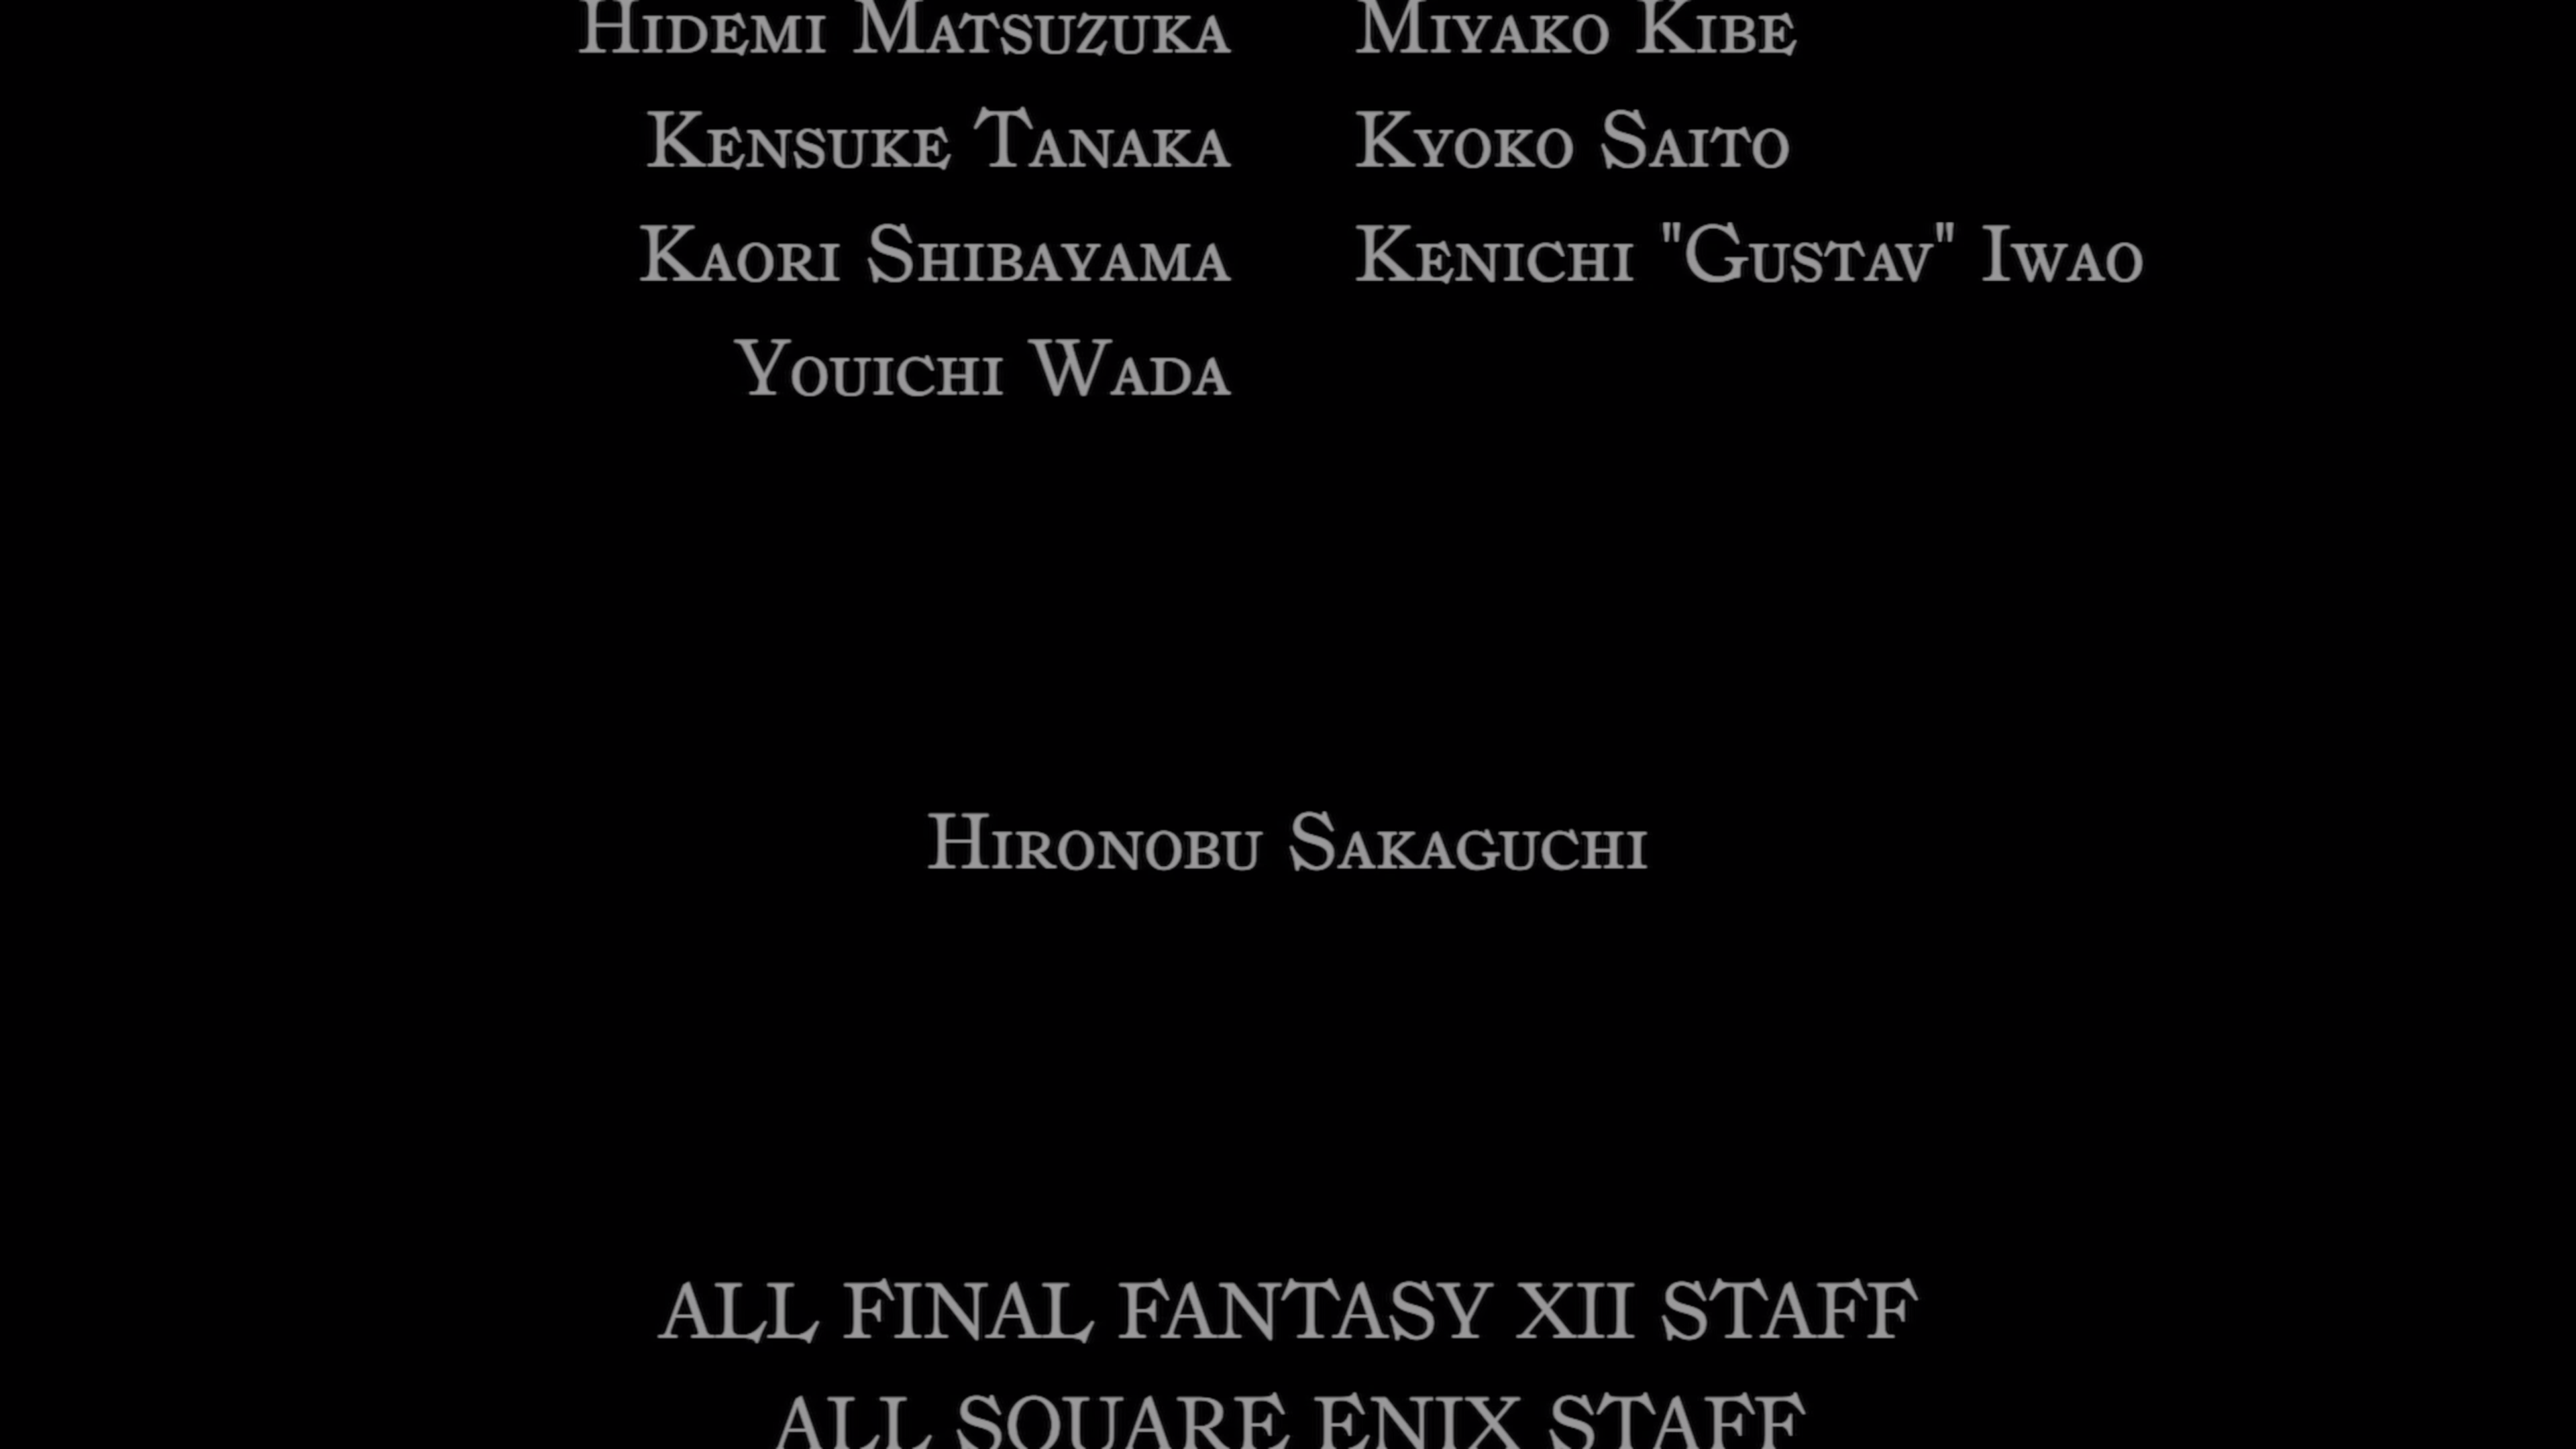 Hidemi Matsuzuka Miyako Kibe
Kensuke Tanaka Kyoko Saito
Kaori Shibayama Kenichi "Gustav" Iwao
Youichi Wada
Hironobu Sakaguchi
ALL FINAL FANTASY XII STAFF
ALL SQUARE ENIX STAFF